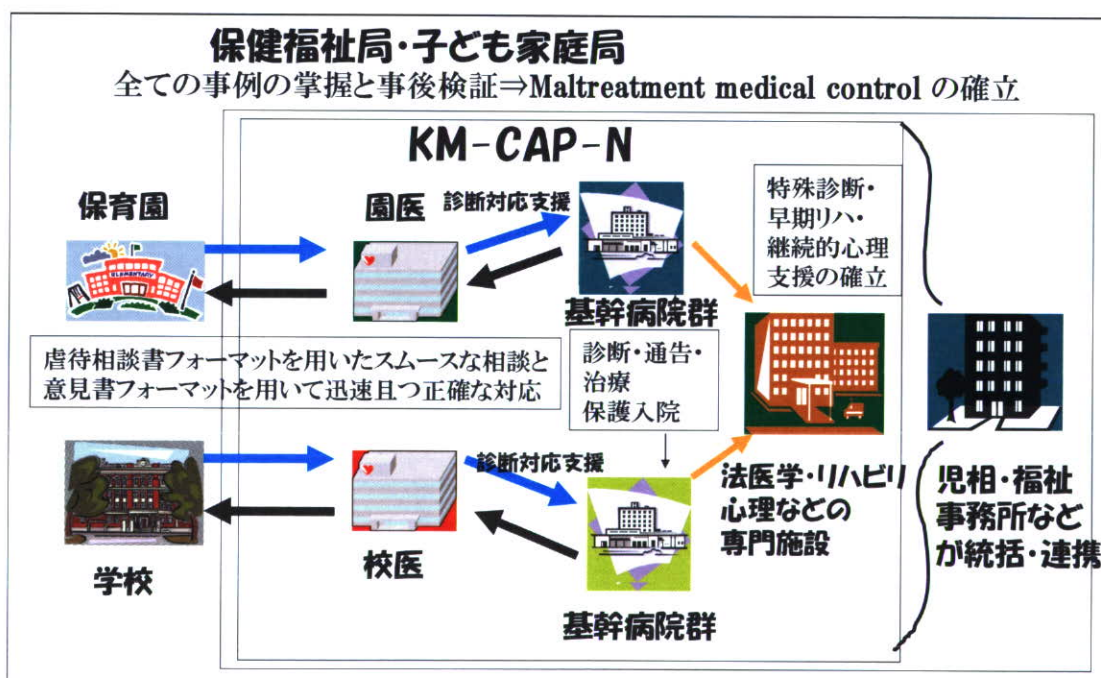 保健福祉局・子ども家庭局
全ての事例の掌握と事後検証⇒Maltreatment medical control の確立
KM-CAP-N
保育園
園医
診断対応支援
特殊診断・
早期リハ・
継続的心理
支援の確立
ELEMENTARY
基幹病院群
虐待相談書フォーマットを用いたスムースな相談と
意見書フォーマットを用いて迅速且つ正確な対応
診断・通告・
治療
保護入院
診断対応支援
法医学・リハビリ
心理などの
専門施設
児相・福祉
事務所など
が統括・連携
学校
校医
基幹病院群